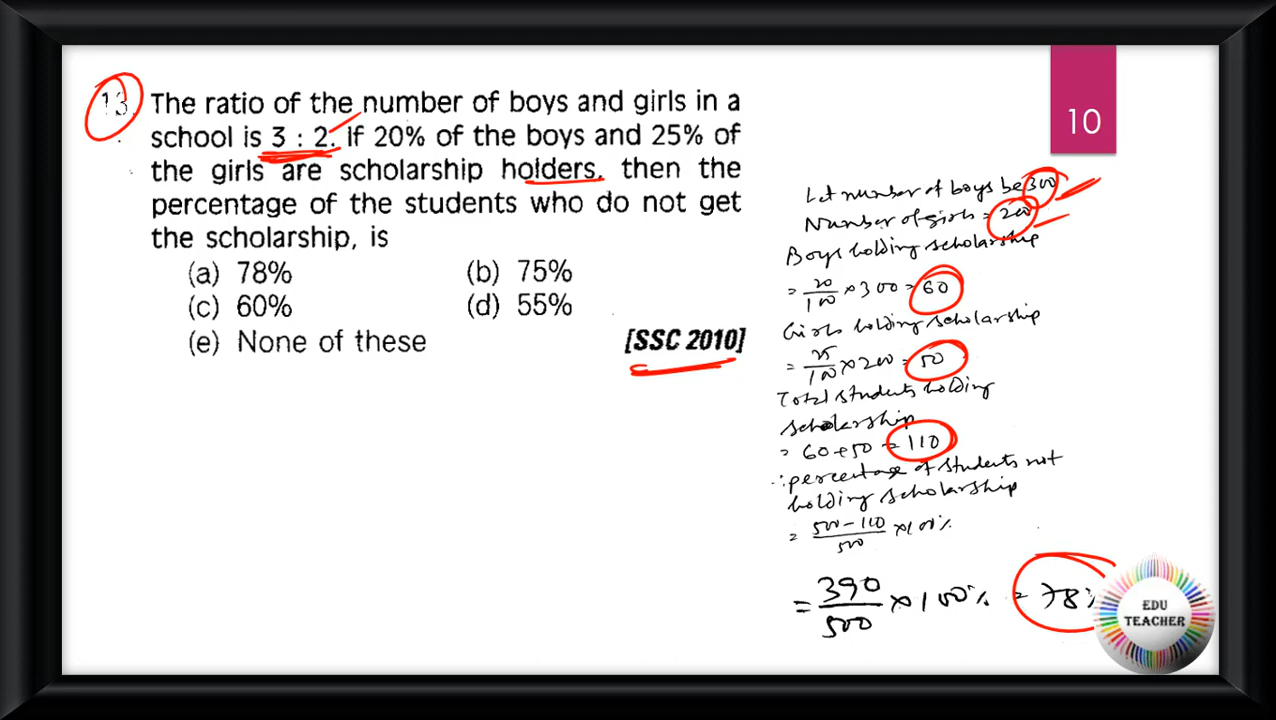 10
13. The ratio of the number of boys and girls in a
school is 3 : 2. If 20% of the boys and 25% of
the girls are scholarship holders, then the
percentage of the students who do not get
the scholarship, is
(a) 78% (b) 75%
(c) 60% (d) 55%
(e) None of these [SSC 2010]
Let number of boys be 300
Number of girls = 200
Boys holding scholarship
= 20/100 × 300 = 60
Girls holding scholarship
= 25/100 × 200 = 50
Total students holding
scholarship
= 60+50 = 110
∴ percentage of students not
holding scholarship
= 500-110/500 × 100%
= 390/500 × 100% = 78%
EDU
TEACHER